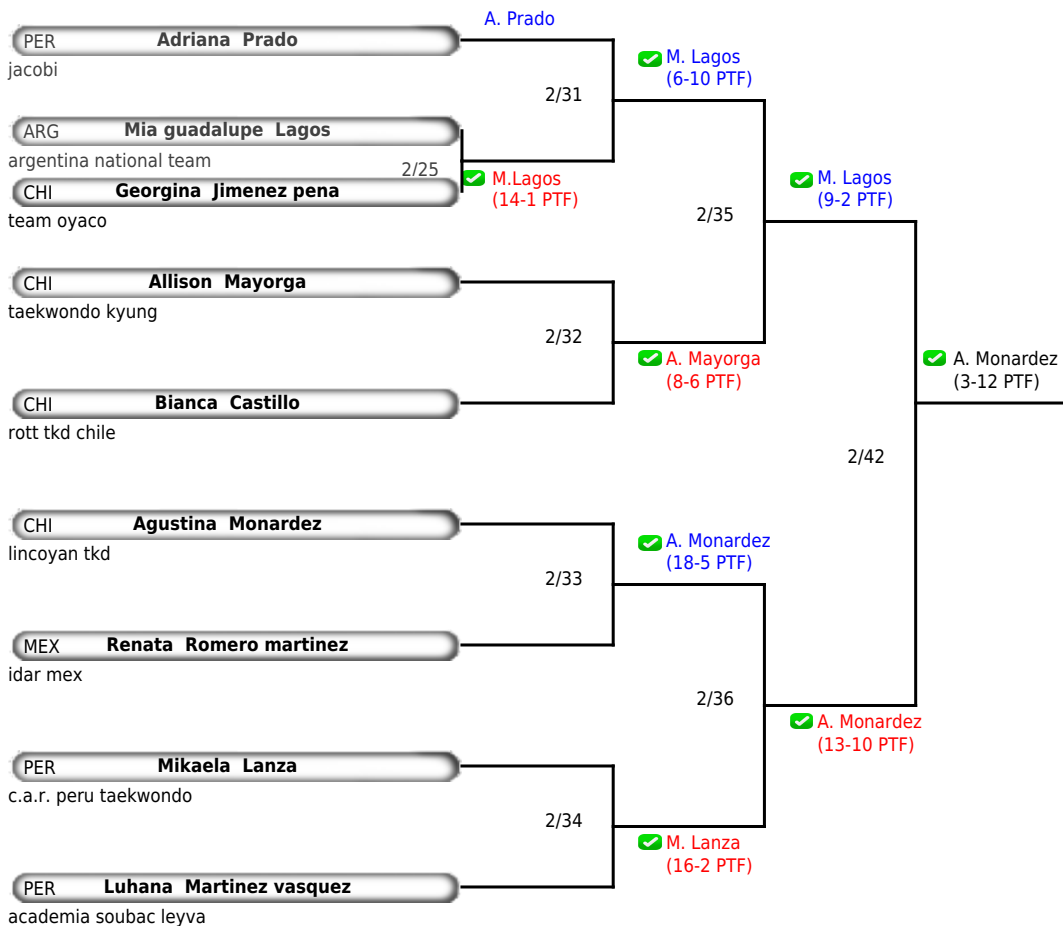 A. Prado
PER Adriana Prado
jacobi
M. Lagos
(6-10 PTF)
2/31
ARG Mia guadalupe Lagos
argentina national team
2/25
M.Lagos
(14-1 PTF)
CHI Georgina Jimenez pena
team oyaco
M. Lagos
(9-2 PTF)
2/35
CHI Allison Mayorga
taekwondo kyung
2/32
A. Mayorga
(8-6 PTF)
A. Monardez
(3-12 PTF)
CHI Bianca Castillo
rott tkd chile
2/42
CHI Agustina Monardez
lincoyan tkd
A. Monardez
(18-5 PTF)
2/33
MEX Renata Romero martinez
idar mex
2/36
A. Monardez
(13-10 PTF)
PER Mikaela Lanza
c.a.r. peru taekwondo
2/34
M. Lanza
(16-2 PTF)
PER Luhana Martinez vasquez
academia soubac leyva